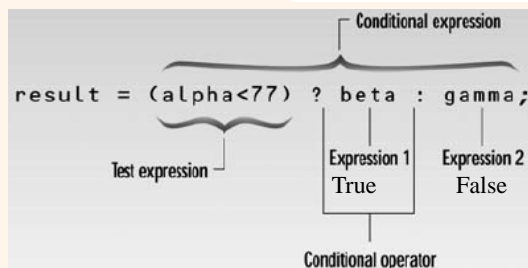 Conditional expression
result = (alpha<77) ? beta : gamma;
Test expression
Expression 1
Expression 2
True
False
Conditional operator